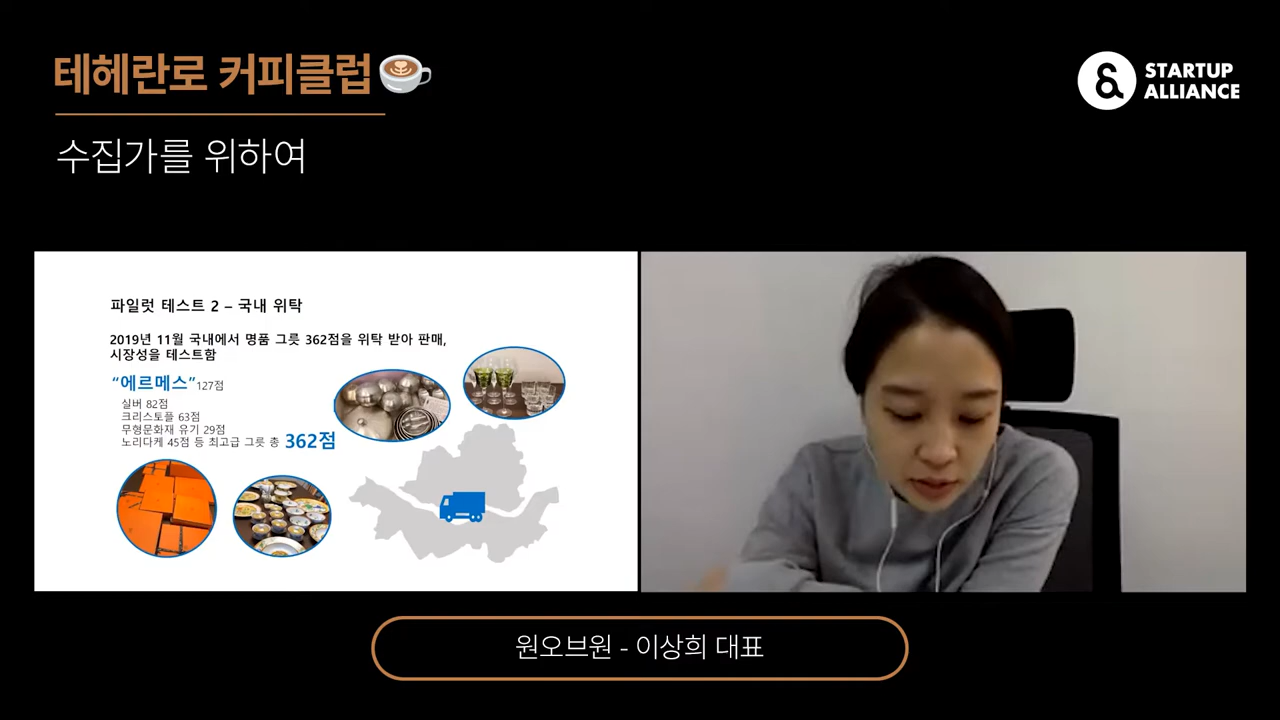 테헤란로 커피클럽
STARTUP
ALLIANCE
수집가를 위하여
파일럿 테스트 2 – 국내 위탁
2019년 11월 국내에서 명품 그릇 362점을 위탁 받아 판매,
시장성을 테스트함
“에르메스”127점
실버 82점
크리스토플 63점
무형문화재 유기 29점
노리다케 45점 등 최고급 그릇 총 362점
원오브원 - 이상희 대표